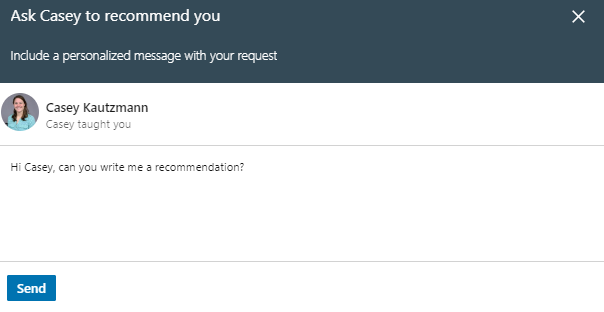 Ask Casey to recommend you
Include a personalized message with your request
Casey Kautzmann
Casey taught you
Hi Casey, can you write me a recommendation?
Send